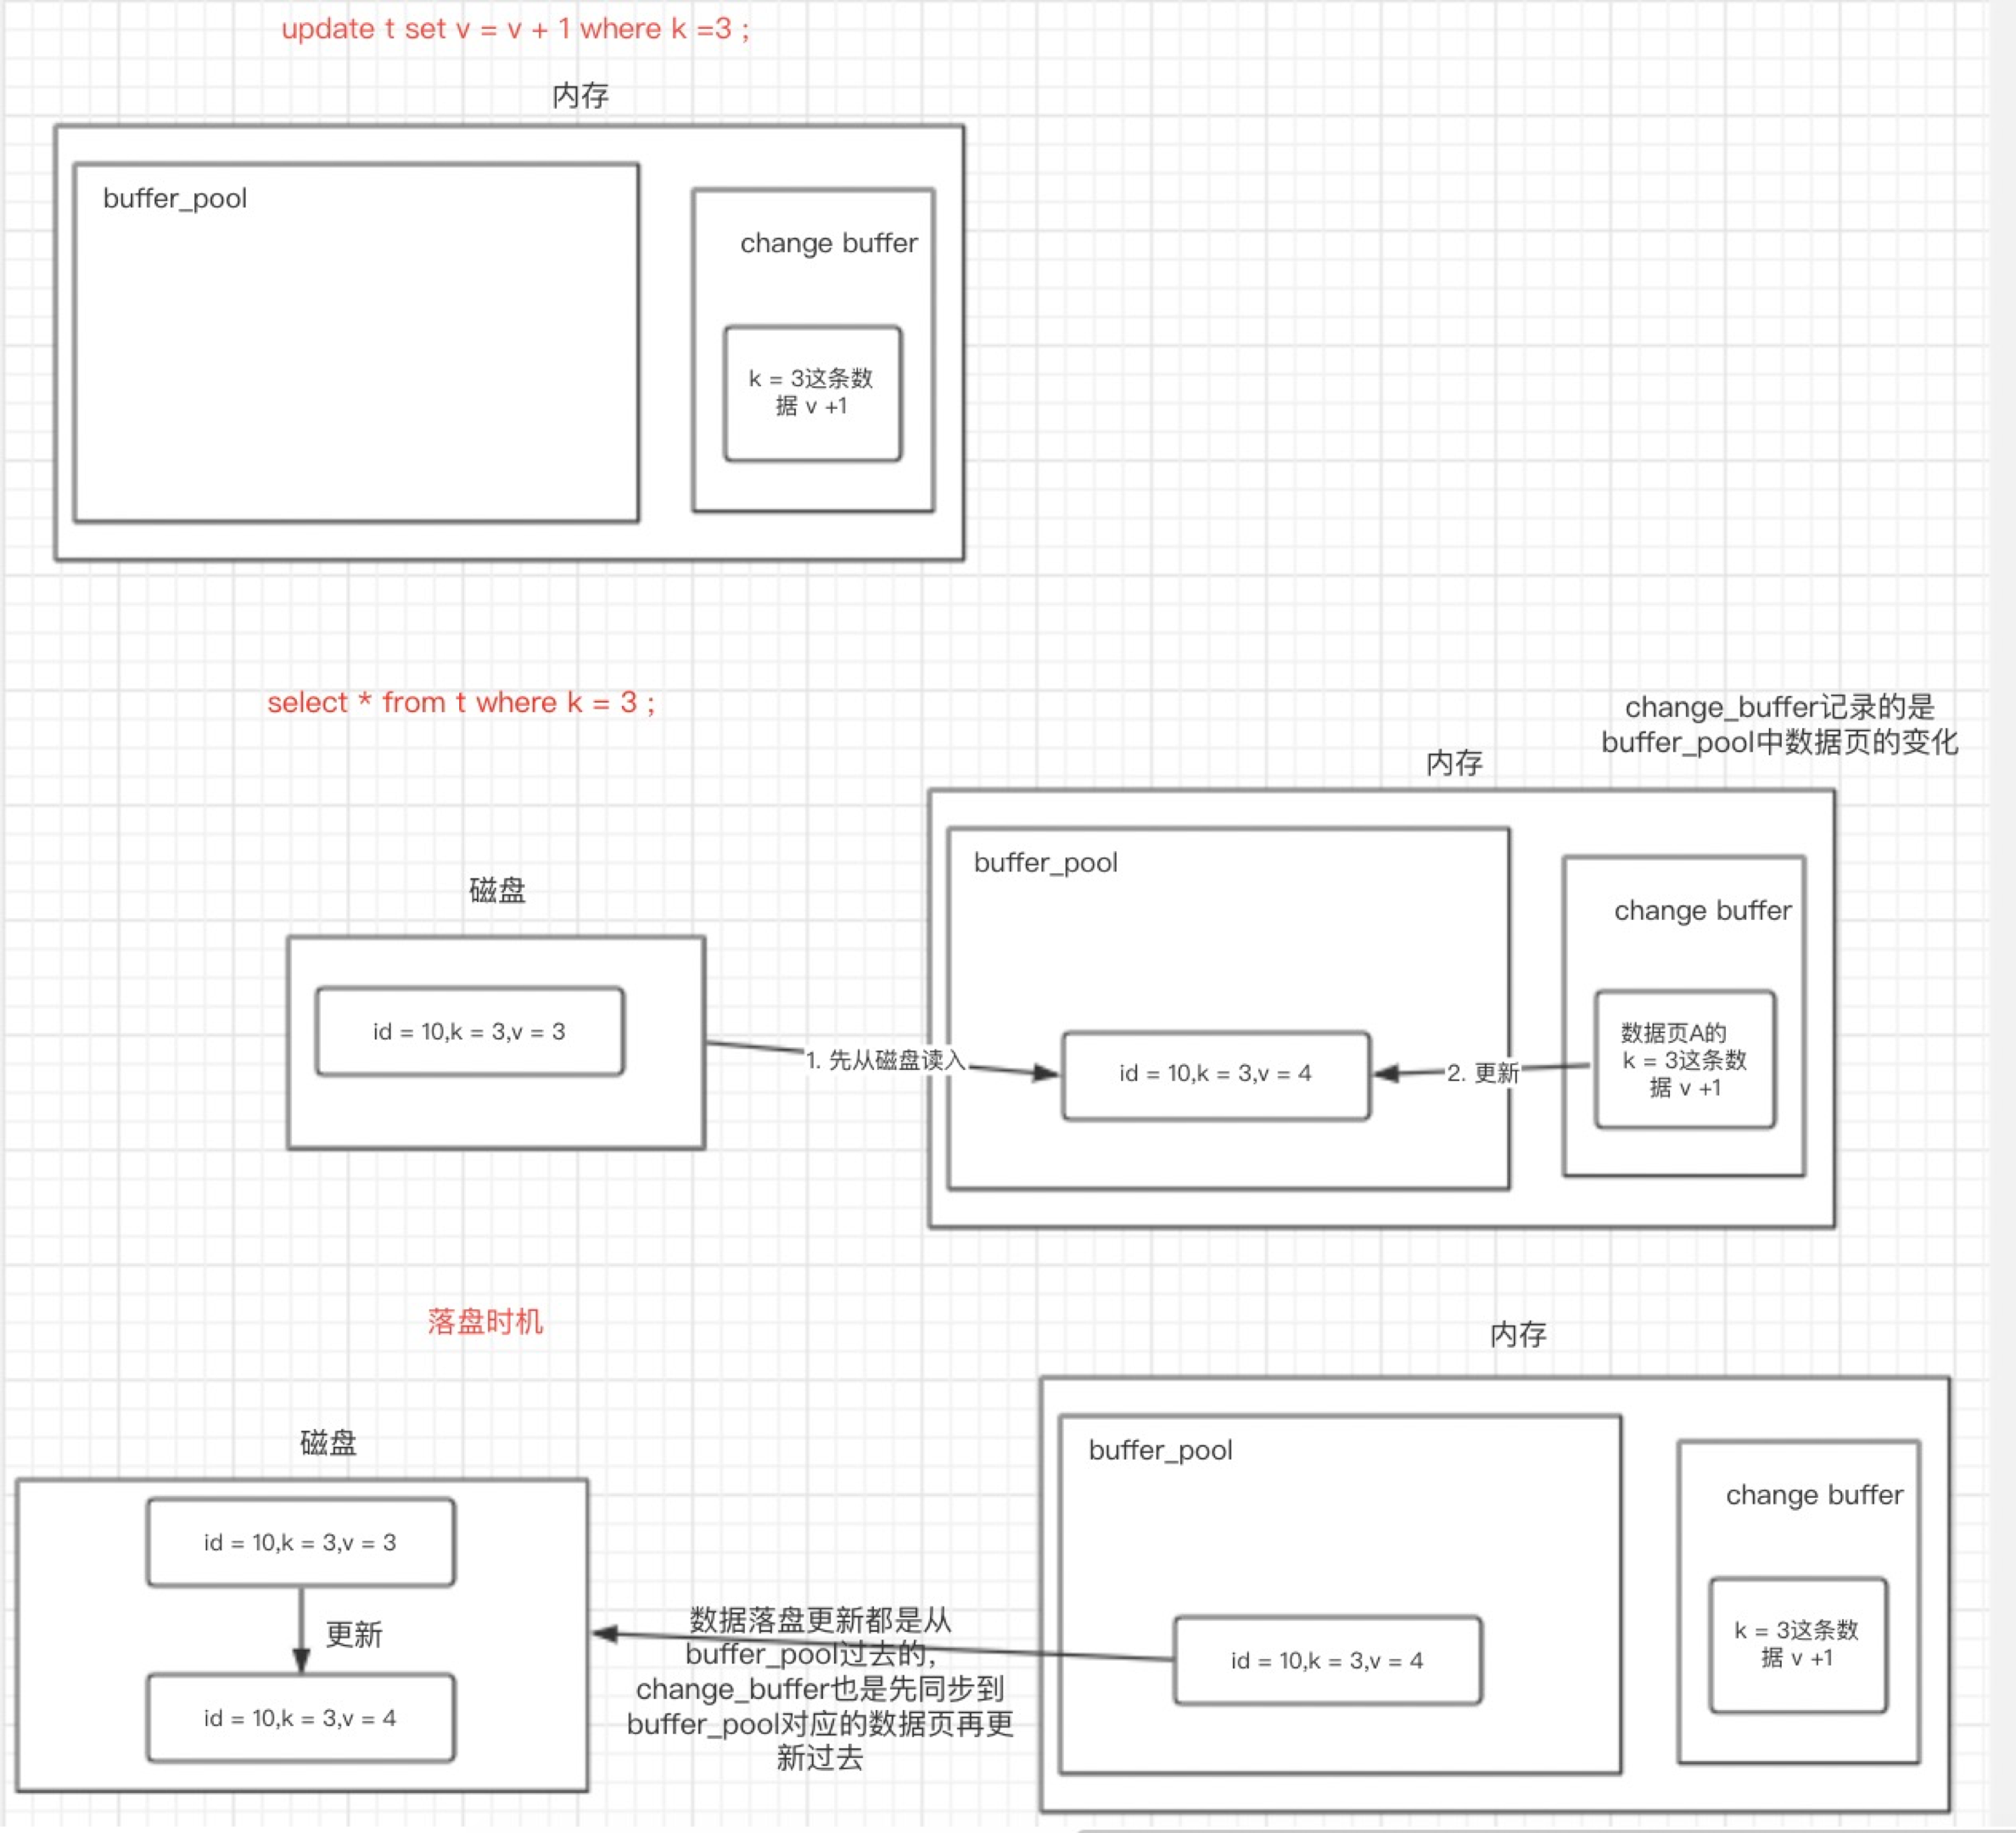 update t set v = v + 1 where k =3 ;
内存
buffer_pool
change buffer
k = 3这条数
据 v +1
select * from t where k = 3 ;
change_buffer记录的是
buffer_pool中数据页的变化
内存
buffer_pool
change buffer
磁盘
id = 10,k = 3,v = 3
1. 先从磁盘读入
id = 10,k = 3,v = 4
2. 更新
数据页A的
k = 3这条数
据 v +1
落盘时机
内存
磁盘
buffer_pool
change buffer
id = 10,k = 3,v = 3
更新
id = 10,k = 3,v = 4
数据落盘更新都是从
buffer_pool过去的，
change_buffer也是先同步到
buffer_pool对应的数据页再更
新过去
id = 10,k = 3,v = 4
k = 3这条数
据 v +1